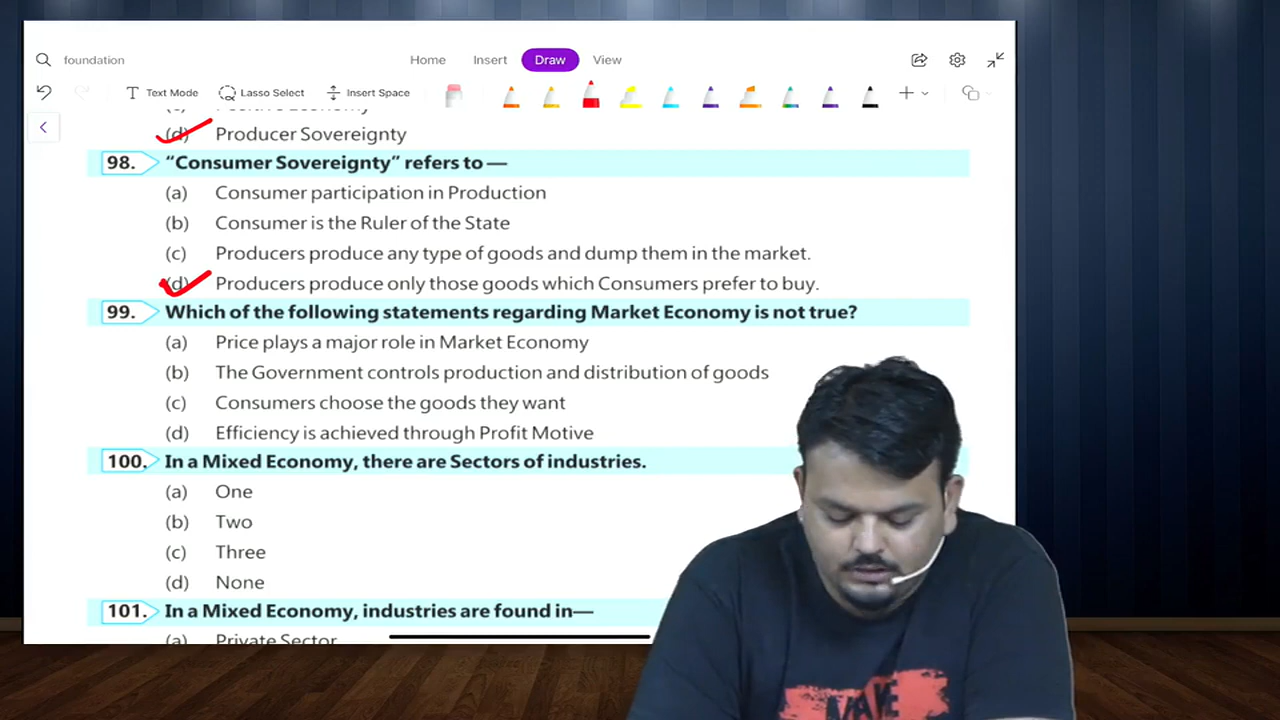 foundation
Home Insert Draw View
Text Mode Lasso Select Insert Space
(d) Producer Sovereignty
98. "Consumer Sovereignty" refers to —
(a) Consumer participation in Production
(b) Consumer is the Ruler of the State
(c) Producers produce any type of goods and dump them in the market.
(d) Producers produce only those goods which Consumers prefer to buy.
99. Which of the following statements regarding Market Economy is not true?
(a) Price plays a major role in Market Economy
(b) The Government controls production and distribution of goods
(c) Consumers choose the goods they want
(d) Efficiency is achieved through Profit Motive
100. In a Mixed Economy, there are Sectors of industries.
(a) One
(b) Two
(c) Three
(d) None
101. In a Mixed Economy, industries are found in—
(a) Private Sector